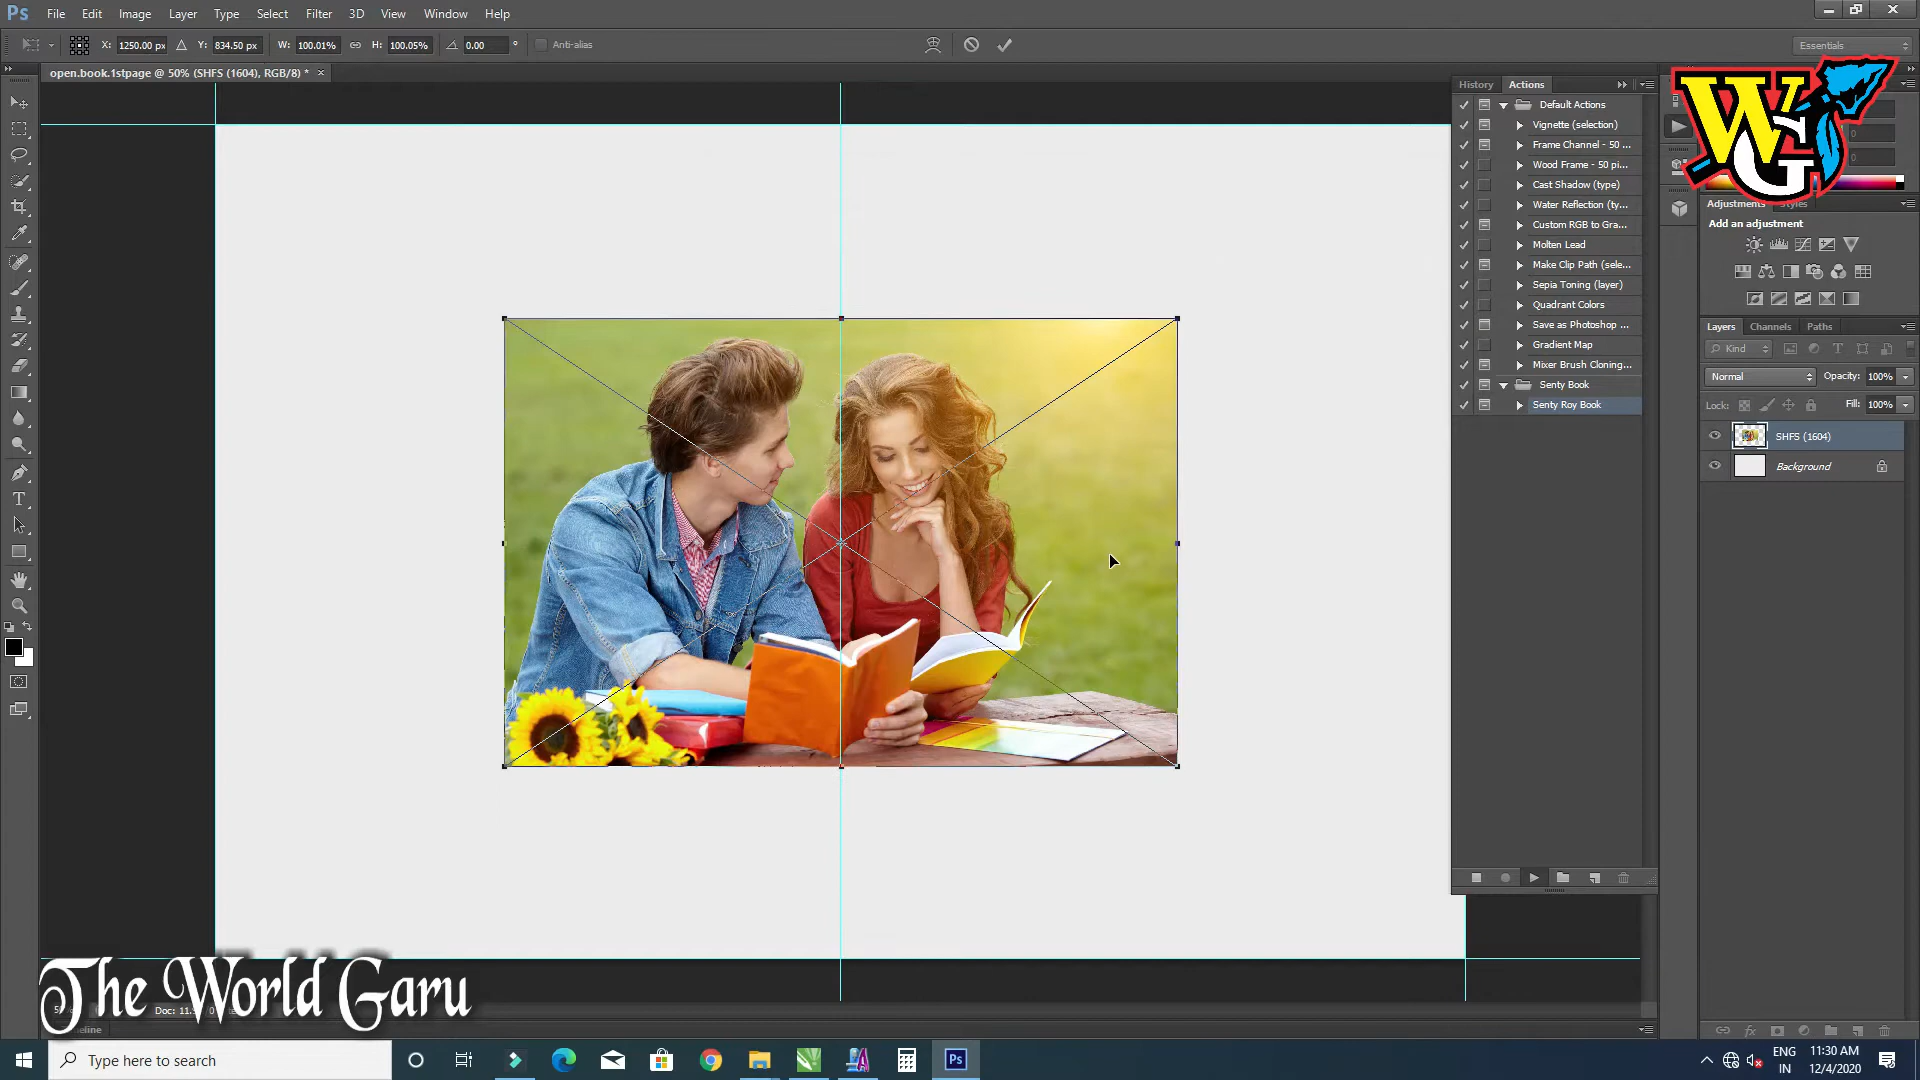 Ps File Edit Image Layer Type Select Filter 3D View Window Help
X: 1250.00 px Y: 834.50 px W: 100.01% H: 100.05% 0.00 ° Anti-alias Essentials
open.book.1stpage @ 50% (SHFS (1604), RGB/8) * ×
History Actions
Default Actions
Vignette (selection)
Frame Channel - 50 ...
Wood Frame - 50 pi...
Cast Shadow (type)
Water Reflection (ty...
Custom RGB to Gra...
Molten Lead
Make Clip Path (sele...
Sepia Toning (layer)
Quadrant Colors
Save as Photoshop ...
Gradient Map
Mixer Brush Cloning...
Senty Book
Senty Roy Book
WG
Adjustments Styles
Add an adjustment
Layers Channels Paths
Kind
Normal Opacity: 100%
Lock: Fill: 100%
SHFS (1604)
Background
The World Garu
Type here to search
Ps
ENG 11:30 AM
IN 12/4/2020